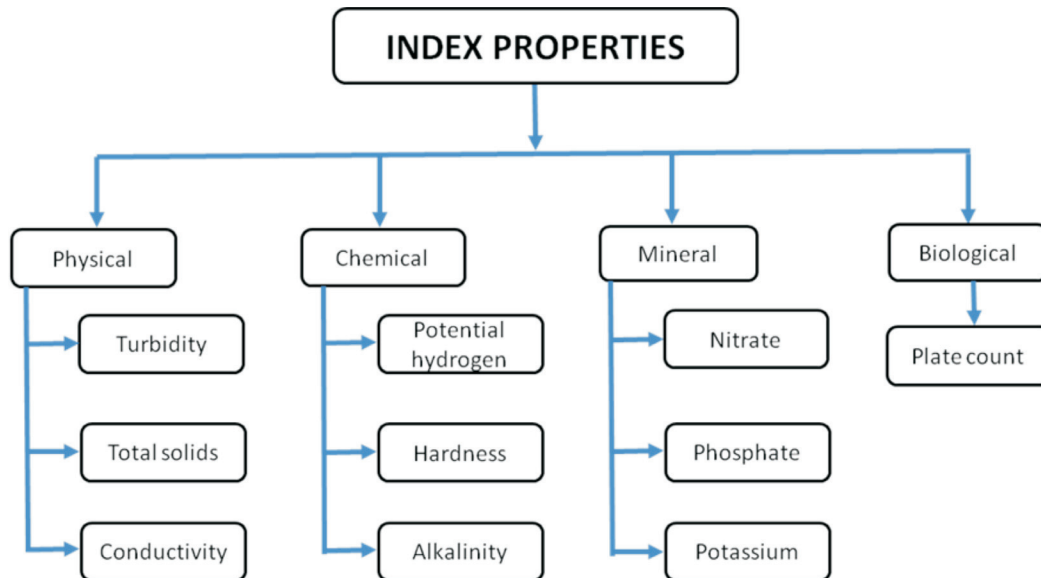 INDEX PROPERTIES
Physical
Chemical
Mineral
Biological
Turbidity
Potential
hydrogen
Nitrate
Plate count
Total solids
Hardness
Phosphate
Conductivity
Alkalinity
Potassium